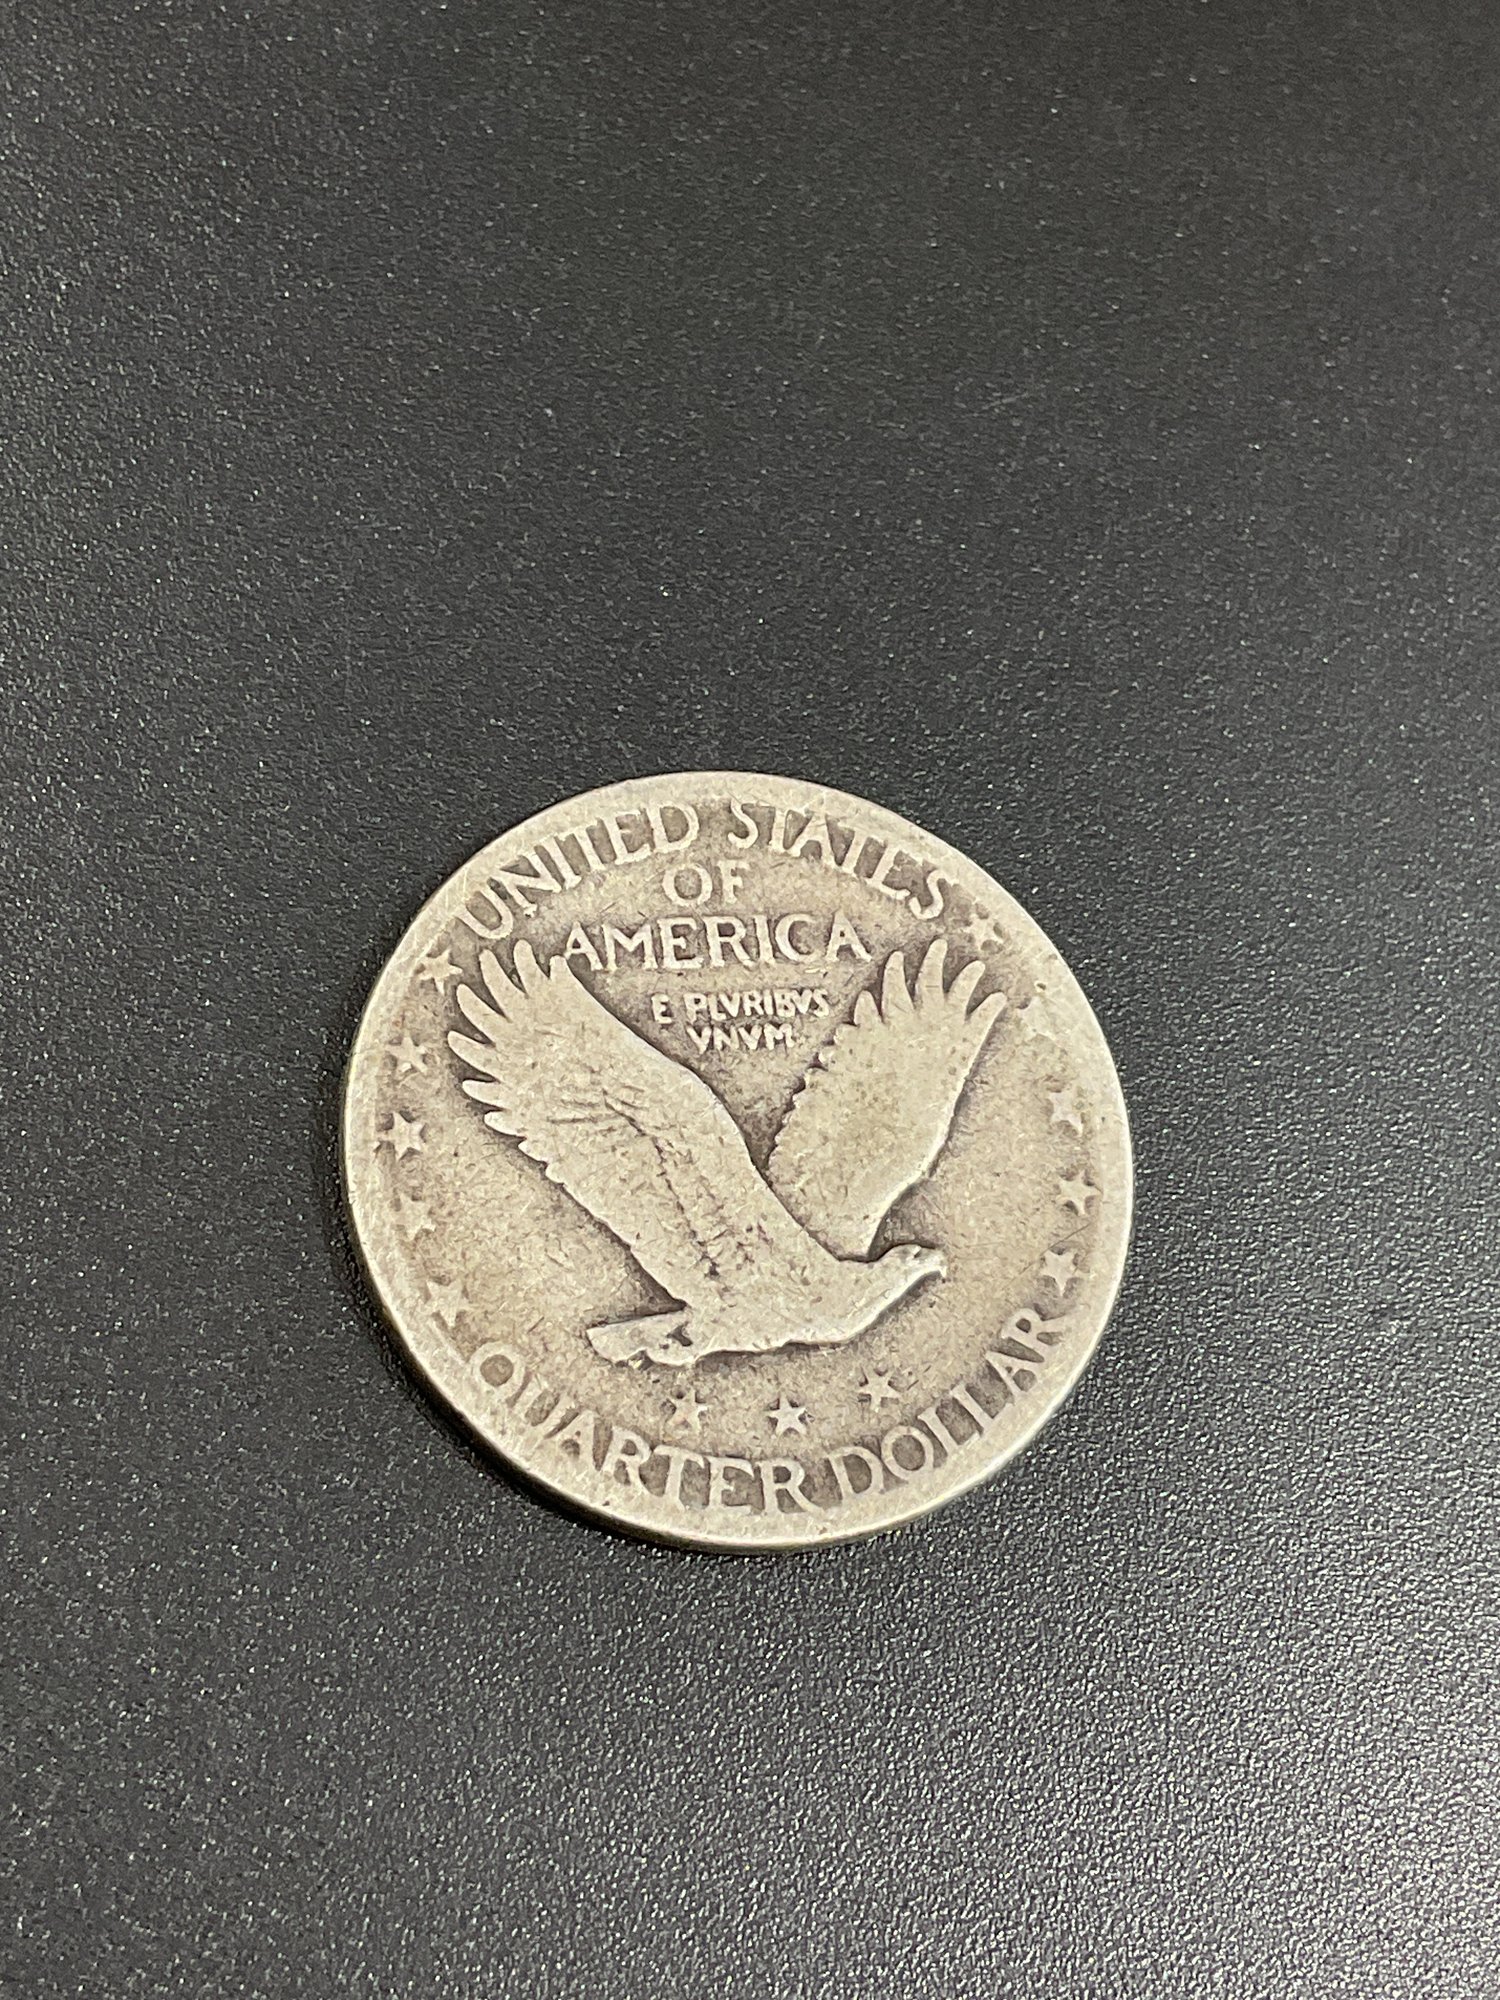 UNITED STATES
OF
AMERICA
E PLVRIBVS
VNVM
QUARTER DOLLAR